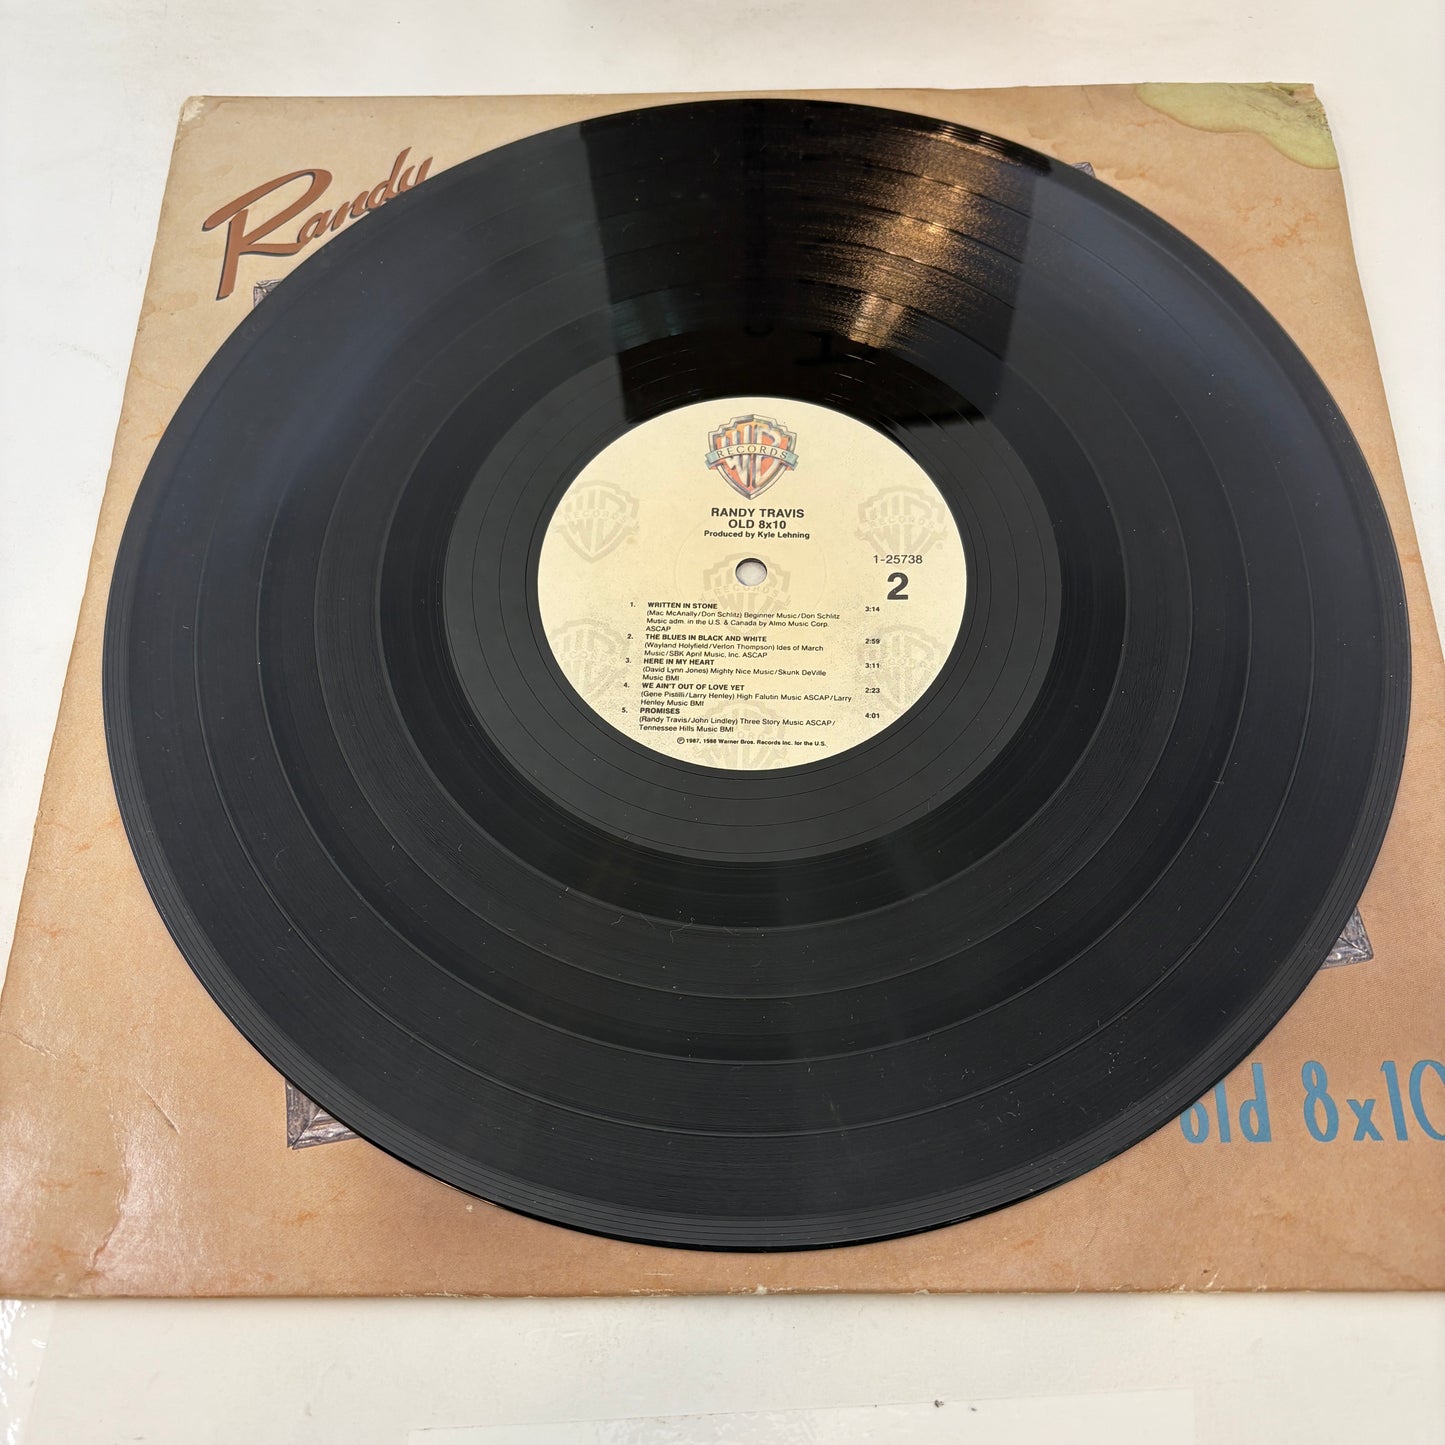 Randy
WB
RECORDS
RANDY TRAVIS
OLD 8x10
Produced by Kyle Lehning
1-25738
2
1. WRITTEN IN STONE 3:14
(Mac McAnally/Don Schlitz) Beginner Music/Don Schlitz
Music adm. in the U.S. & Canada by Almo Music Corp.
ASCAP
2. THE BLUES IN BLACK AND WHITE 2:59
(Wayland Holyfield/Verlon Thompson) Ides of March
Music/SBK April Music, Inc. ASCAP
3. HERE IN MY HEART 3:11
(David Lynn Jones) Mighty Nice Music/Skunk DeVille
Music BMI
4. WE AIN'T OUT OF LOVE YET 2:23
(Gene Pistilli/Larry Henley) High Falutin Music ASCAP/Larry
Henley Music BMI
5. PROMISES 4:01
(Randy Travis/John Lindley) Three Story Music ASCAP/
Tennessee Hills Music BMI
℗ 1987, 1988 Warner Bros. Records Inc. for the U.S.
old 8x10